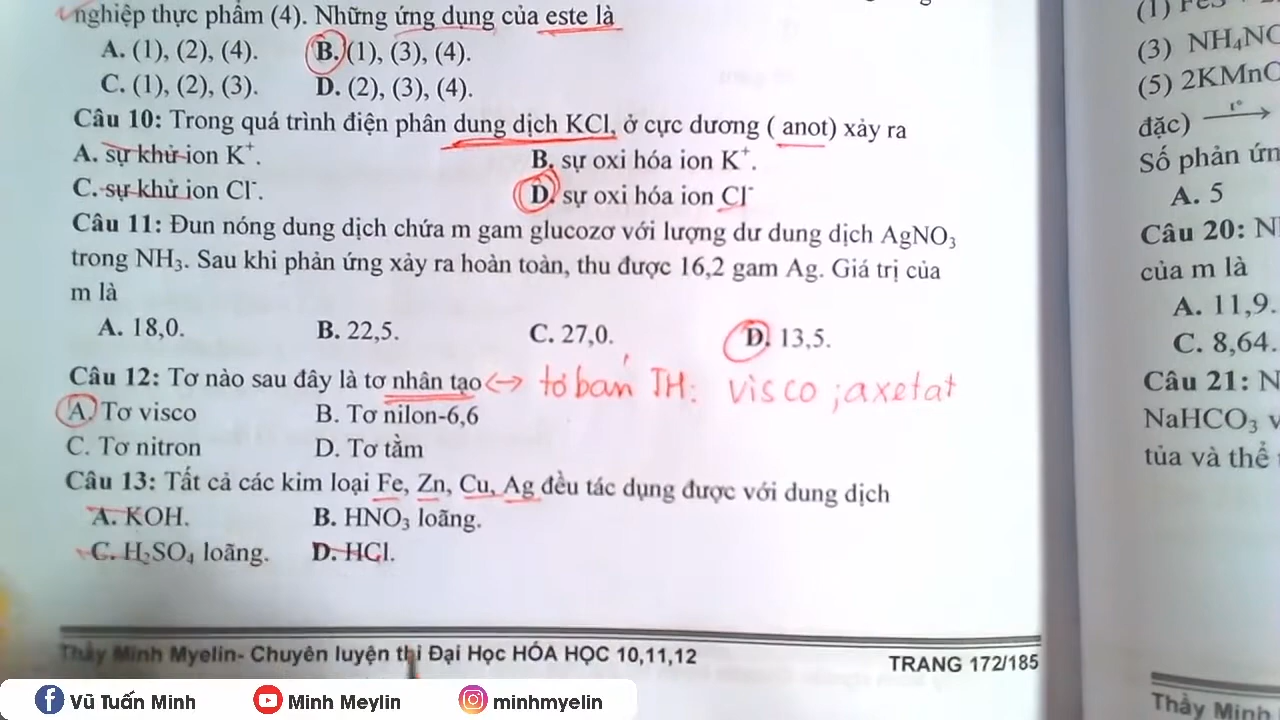 nghiệp thực phẩm (4). Những ứng dụng của este là
A. (1), (2), (4). B. (1), (3), (4).
C. (1), (2), (3). D. (2), (3), (4).
Câu 10: Trong quá trình điện phân dung dịch KCl, ở cực dương ( anot) xảy ra
A. sự khử ion K⁺. B. sự oxi hóa ion K⁺.
C. sự khử ion Cl⁻. D. sự oxi hóa ion Cl⁻
Câu 11: Đun nóng dung dịch chứa m gam glucozơ với lượng dư dung dịch AgNO₃
trong NH₃. Sau khi phản ứng xảy ra hoàn toàn, thu được 16,2 gam Ag. Giá trị của
m là
A. 18,0. B. 22,5. C. 27,0. D. 13,5.
Câu 12: Tơ nào sau đây là tơ nhân tạo <-> tơ bán TH: visco ; axetat
A. Tơ visco B. Tơ nilon-6,6
C. Tơ nitron D. Tơ tằm
Câu 13: Tất cả các kim loại Fe, Zn, Cu, Ag đều tác dụng được với dung dịch
A. KOH. B. HNO₃ loãng.
C. H₂SO₄ loãng. D. HCl.
Thầy Minh Myelin- Chuyên luyện thi Đại Học HÓA HỌC 10,11,12 TRANG 172/185
(1)
(3) NH₄NO
(5) 2KMnO
đặc) t° →
Số phản ứn
A. 5
Câu 20: N
của m là
A. 11,9.
C. 8,64.
Câu 21: N
NaHCO₃ v
tủa và thể
Thầy Minh
Vũ Tuấn Minh Minh Meylin minhmyelin